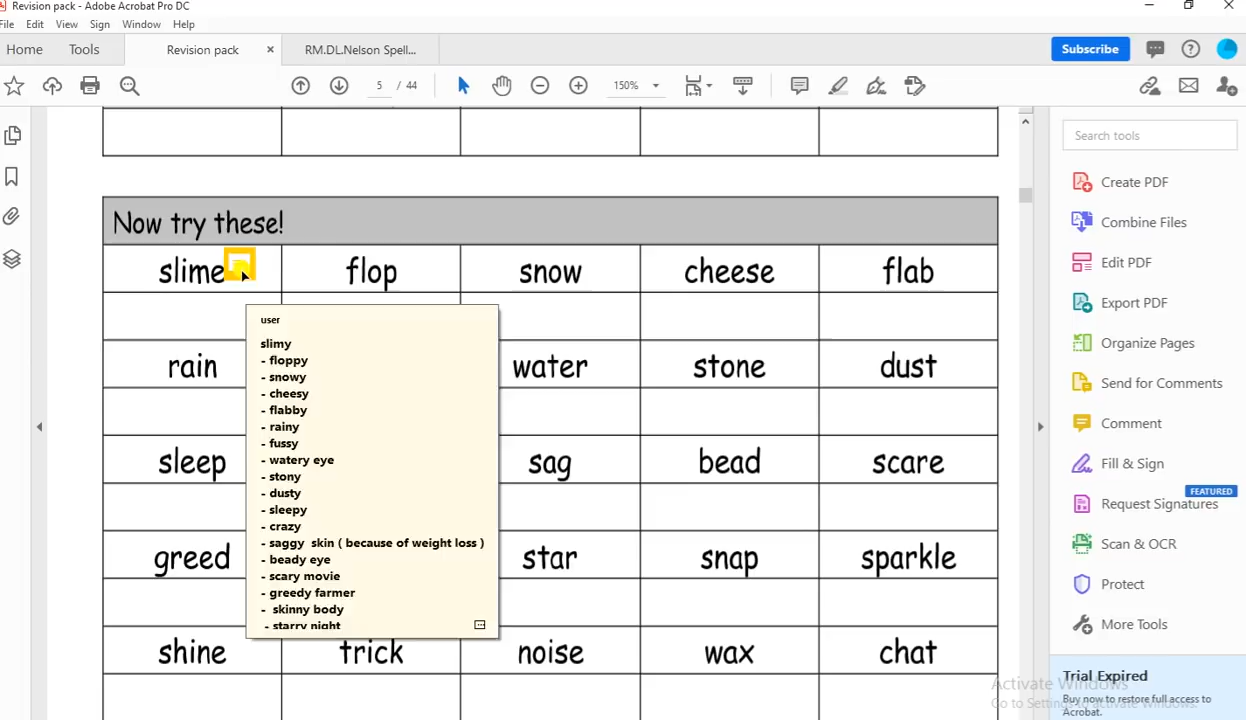 Revision pack - Adobe Acrobat Pro DC
File Edit View Sign Window Help
Home Tools Revision pack × RM.DL.Nelson Spell...
Subscribe
5 / 44 150%
Now try these!
slime flop snow cheese flab
rain water stone dust
sleep sag bead scare
greed star snap sparkle
shine trick noise wax chat
user
slimy
- floppy
- snowy
- cheesy
- flabby
- rainy
- fussy
- watery eye
- stony
- dusty
- sleepy
- crazy
- saggy skin ( because of weight loss )
- beady eye
- scary movie
- greedy farmer
- skinny body
- starry night
Search tools
Create PDF
Combine Files
Edit PDF
Export PDF
Organize Pages
Send for Comments
Comment
Fill & Sign
FEATURED
Request Signatures
Scan & OCR
Protect
More Tools
Trial Expired
Buy now to restore full access to
Acrobat.
Activate Windows
Go to Settings to activate Windows.